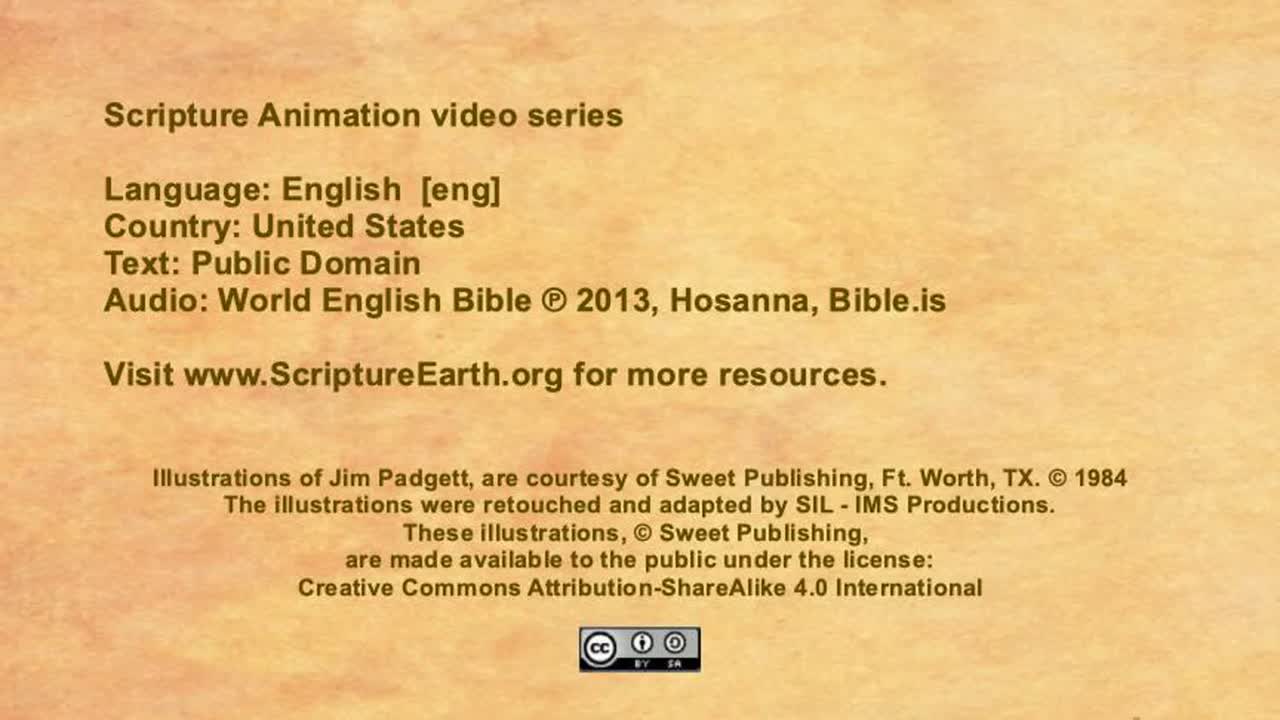 Scripture Animation video series
Language: English [eng]
Country: United States
Text: Public Domain
Audio: World English Bible ℗ 2013, Hosanna, Bible.is
Visit www.ScriptureEarth.org for more resources.
Illustrations of Jim Padgett, are courtesy of Sweet Publishing, Ft. Worth, TX. © 1984
The illustrations were retouched and adapted by SIL - IMS Productions.
These illustrations, © Sweet Publishing,
are made available to the public under the license:
Creative Commons Attribution-ShareAlike 4.0 International
cc
BY SA